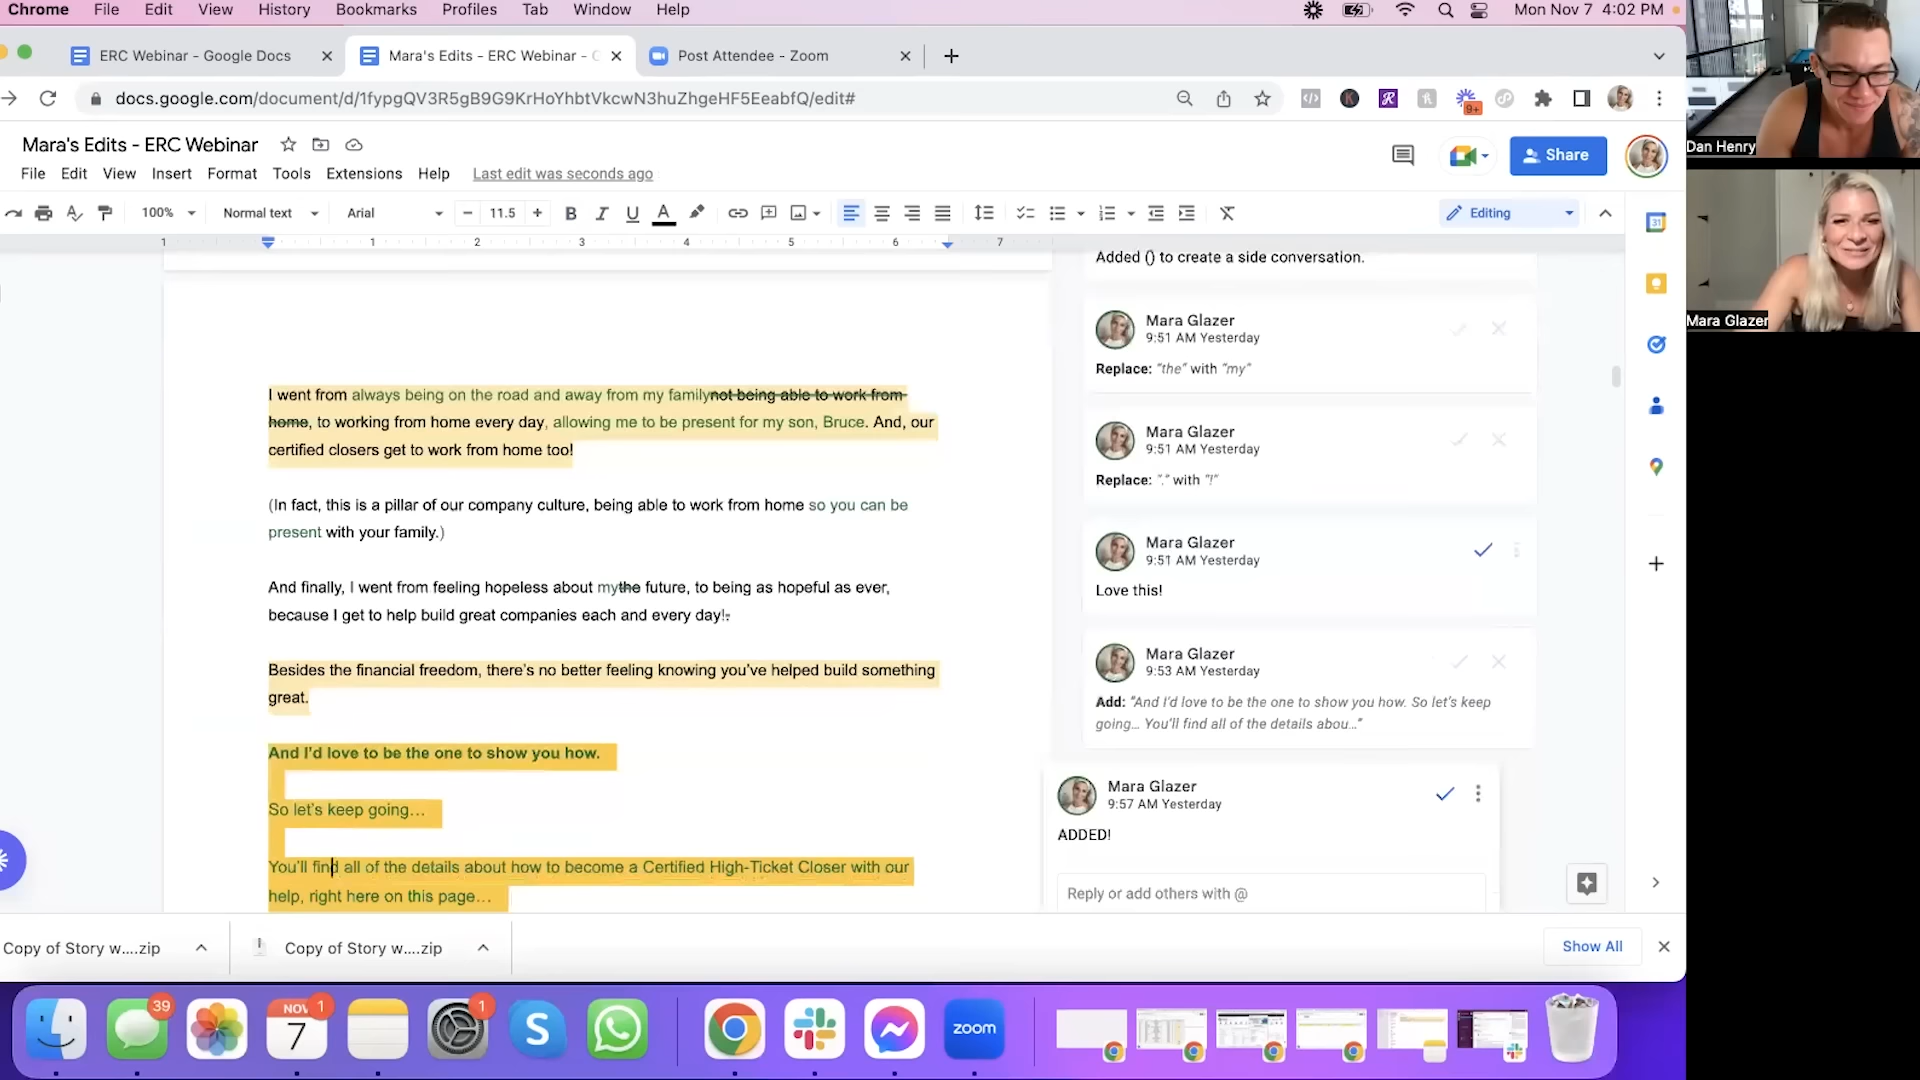 Chrome File Edit View History Bookmarks Profiles Tab Window Help Mon Nov 7 4:02 PM
ERC Webinar - Google Docs
Mara's Edits - ERC Webinar -
Post Attendee - Zoom
docs.google.com/document/d/1fypgQV3R5gB9G9KrHoYhbtVkcwN3huZhgeHF5EeabfQ/edit#
9+
Mara's Edits - ERC Webinar
File Edit View Insert Format Tools Extensions Help Last edit was seconds ago
Share
100% Normal text Arial 11.5 B I U A Editing
1 1 2 3 4 5 6 7
I went from always being on the road and away from my familynot being able to work from
home, to working from home every day, allowing me to be present for my son, Bruce. And, our
certified closers get to work from home too!
(In fact, this is a pillar of our company culture, being able to work from home so you can be
present with your family.)
And finally, I went from feeling hopeless about mythe future, to being as hopeful as ever,
because I get to help build great companies each and every day!.
Besides the financial freedom, there's no better feeling knowing you've helped build something
great.
And I'd love to be the one to show you how.
So let's keep going…
You'll find all of the details about how to become a Certified High-Ticket Closer with our
help, right here on this page…
Added () to create a side conversation.
Mara Glazer
9:51 AM Yesterday
Replace: "the" with "my"
Mara Glazer
9:51 AM Yesterday
Replace: "." with "!"
Mara Glazer
9:51 AM Yesterday
Love this!
Mara Glazer
9:53 AM Yesterday
Add: "And I'd love to be the one to show you how. So let's keep
going… You'll find all of the details abou…"
Mara Glazer
9:57 AM Yesterday
ADDED!
Reply or add others with @
31
Dan Henry
Mara Glazer
Copy of Story w....zip
Copy of Story w....zip
Show All
39
NOV
7
1
1
S
zoom